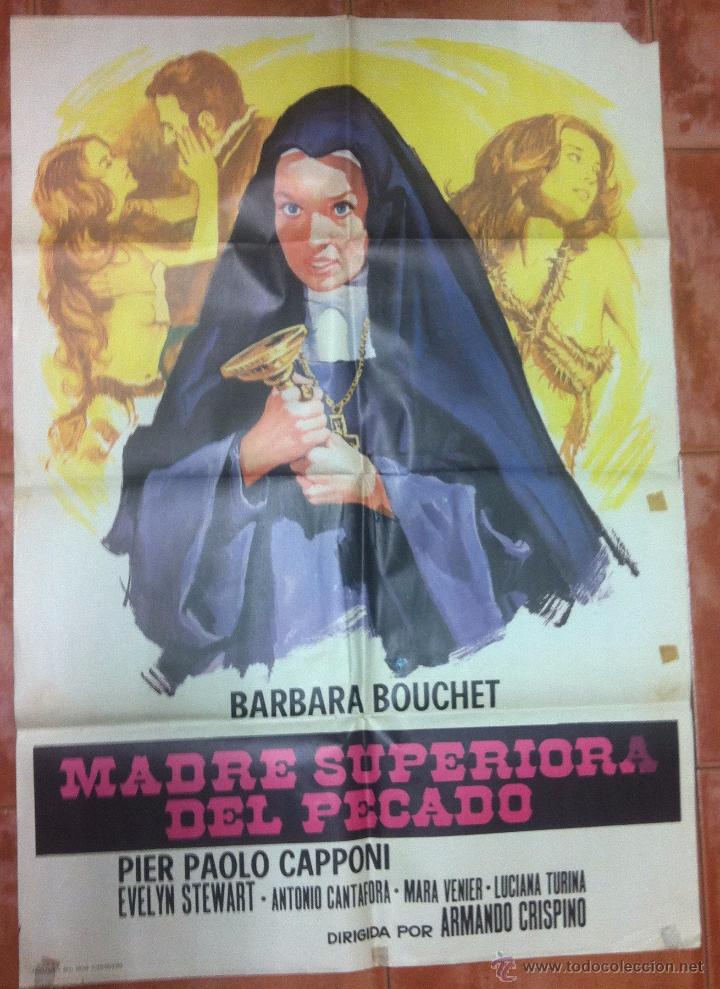 BARBARA BOUCHET
MADRE SUPERIORA
DEL PECADO
PIER PAOLO CAPPONI
EVELYN STEWART · ANTONIO CANTAFORA · MARA VENIER · LUCIANA TURINA
DIRIGIDA POR ARMANDO CRISPINO
www.todocoleccion.net